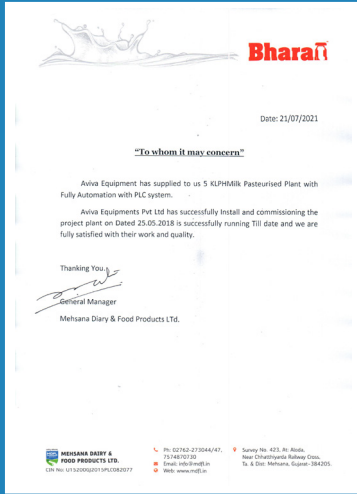 Bharat
Date: 21/07/2021
"To whom it may concern"
Aviva Equipment has supplied to us 5 KLPHMilk Pasteurised Plant with
Fully Automation with PLC system.
Aviva Equipments Pvt Ltd has successfully Install and commissioning the
project plant on Dated 25.05.2018 is successfully running Till date and we are
fully satisfied with their work and quality.
Thanking You.
General Manager
Mehsana Diary & Food Products LTd.
MEHSANA DAIRY &
FOOD PRODUCTS LTD.
CIN No: U15200GJ2015PLC082077
Ph: 02762-273044/47,
7574870730
Email: info@mdfl.in
Web: www.mdfl.in
Survey No. 423, At: Aloda,
Near Chhathiyarda Railway Cross,
Ta. & Dist: Mehsana, Gujarat-384205.